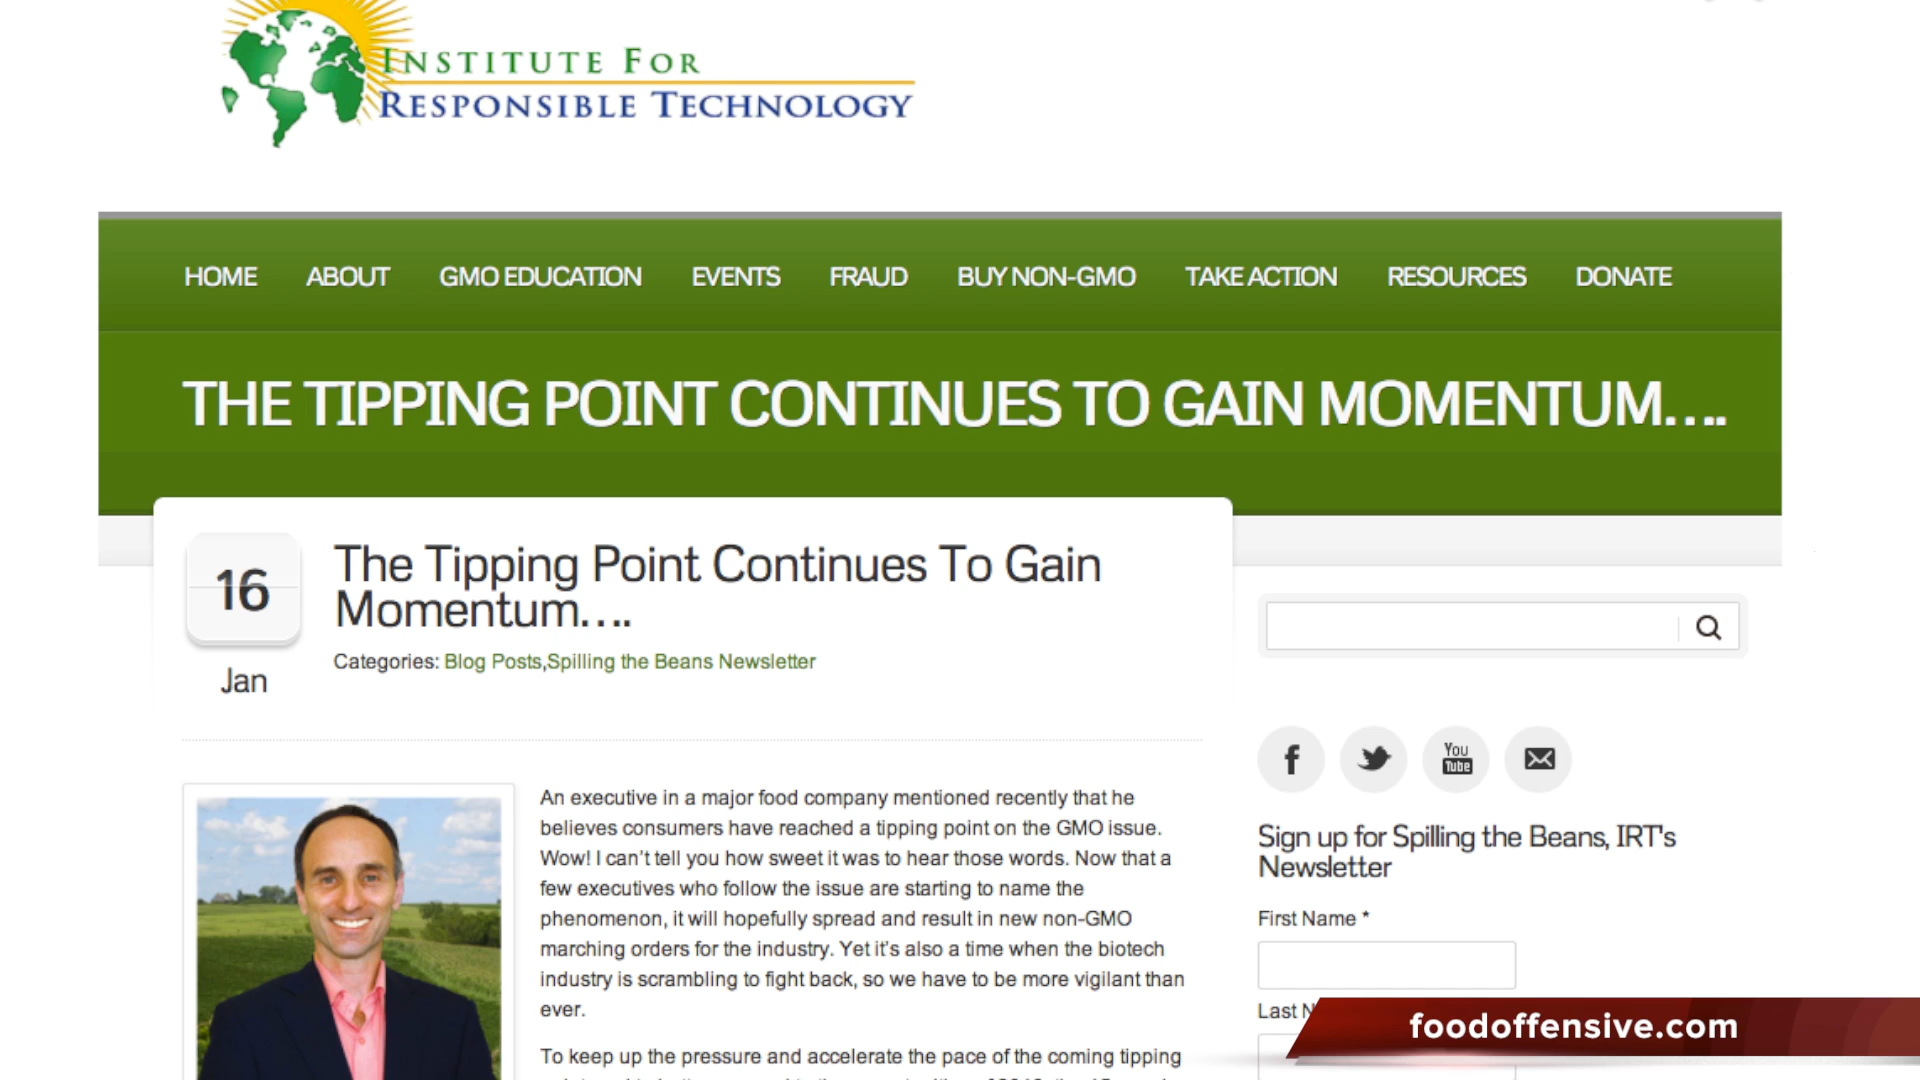 INSTITUTE FOR
RESPONSIBLE TECHNOLOGY
HOME ABOUT GMO EDUCATION EVENTS FRAUD BUY NON-GMO TAKE ACTION RESOURCES DONATE
THE TIPPING POINT CONTINUES TO GAIN MOMENTUM….
16
Jan
The Tipping Point Continues To Gain
Momentum….
Categories: Blog Posts,Spilling the Beans Newsletter
An executive in a major food company mentioned recently that he
believes consumers have reached a tipping point on the GMO issue.
Wow! I can’t tell you how sweet it was to hear those words. Now that a
few executives who follow the issue are starting to name the
phenomenon, it will hopefully spread and result in new non-GMO
marching orders for the industry. Yet it’s also a time when the biotech
industry is scrambling to fight back, so we have to be more vigilant than
ever.
To keep up the pressure and accelerate the pace of the coming tipping
f
You
Tube
Sign up for Spilling the Beans, IRT's
Newsletter
First Name *
Last
foodoffensive.com